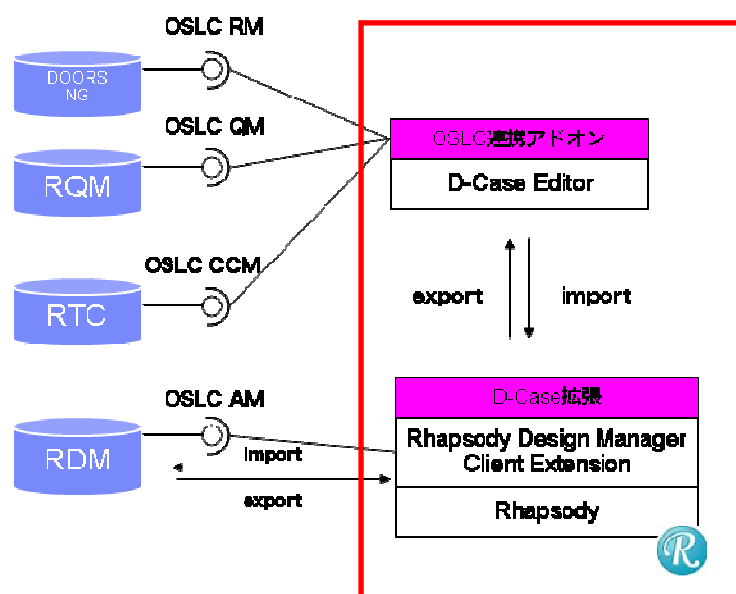 OSLC RM
DOORS
NG
OSLC QM
RQM
OSLC CCM
RTC
OSLC AM
RDM
import
export
OSLC連携アドオン
D-Case Editor
export
import
D-Case拡張
Rhapsody Design Manager
Client Extension
Rhapsody
R